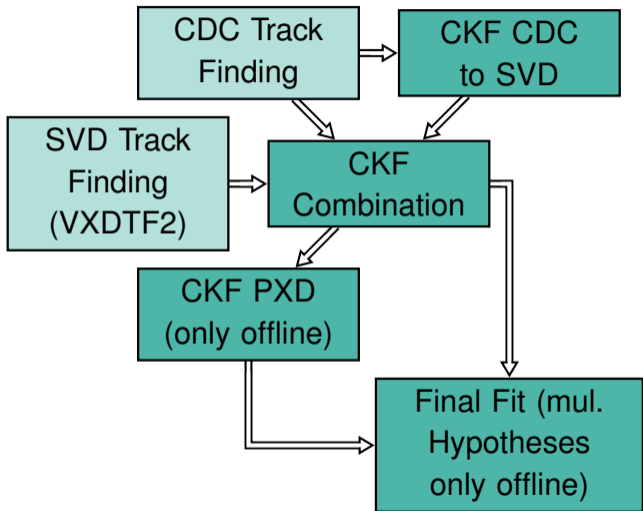 CDC Track
Finding
CKF CDC
to SVD
SVD Track
Finding
(VXDTF2)
CKF
Combination
CKF PXD
(only offline)
Final Fit (mul.
Hypotheses
only offline)